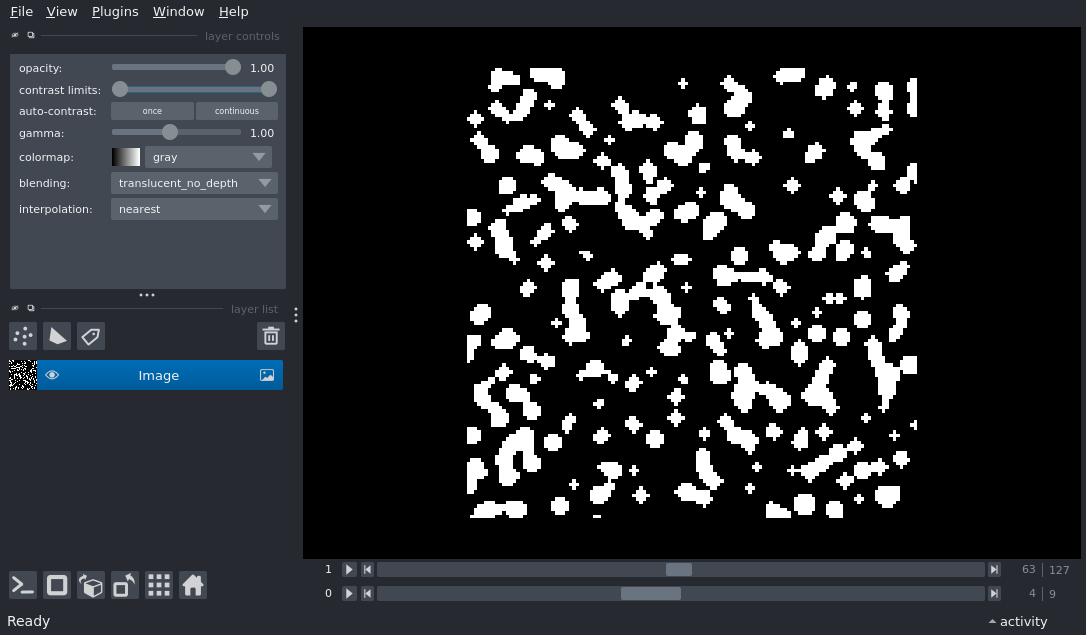 File View Plugins Window Help
layer controls
opacity: 1.00
contrast limits:
auto-contrast: once continuous
gamma: 1.00
colormap: gray
blending: translucent_no_depth
interpolation: nearest
layer list
Image
1 63 127
0 4 9
Ready activity